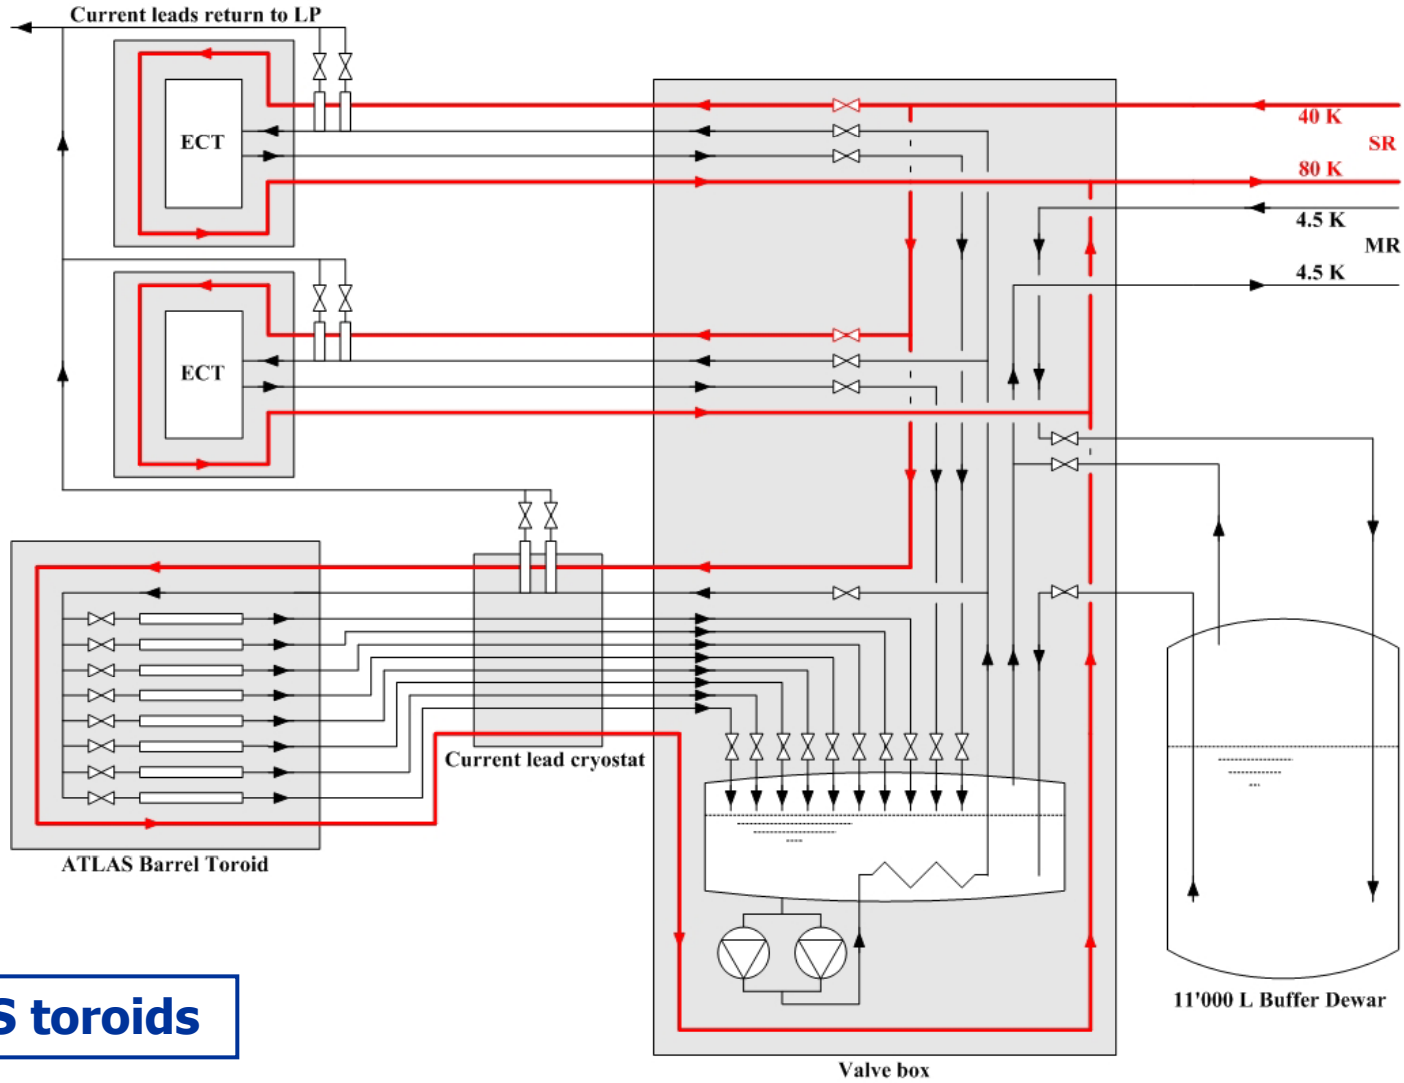 Current leads return to LP
40 K
SR
ECT
80 K
4.5 K
MR
4.5 K
ECT
Current lead cryostat
ATLAS Barrel Toroid
S toroids
11'000 L Buffer Dewar
Valve box